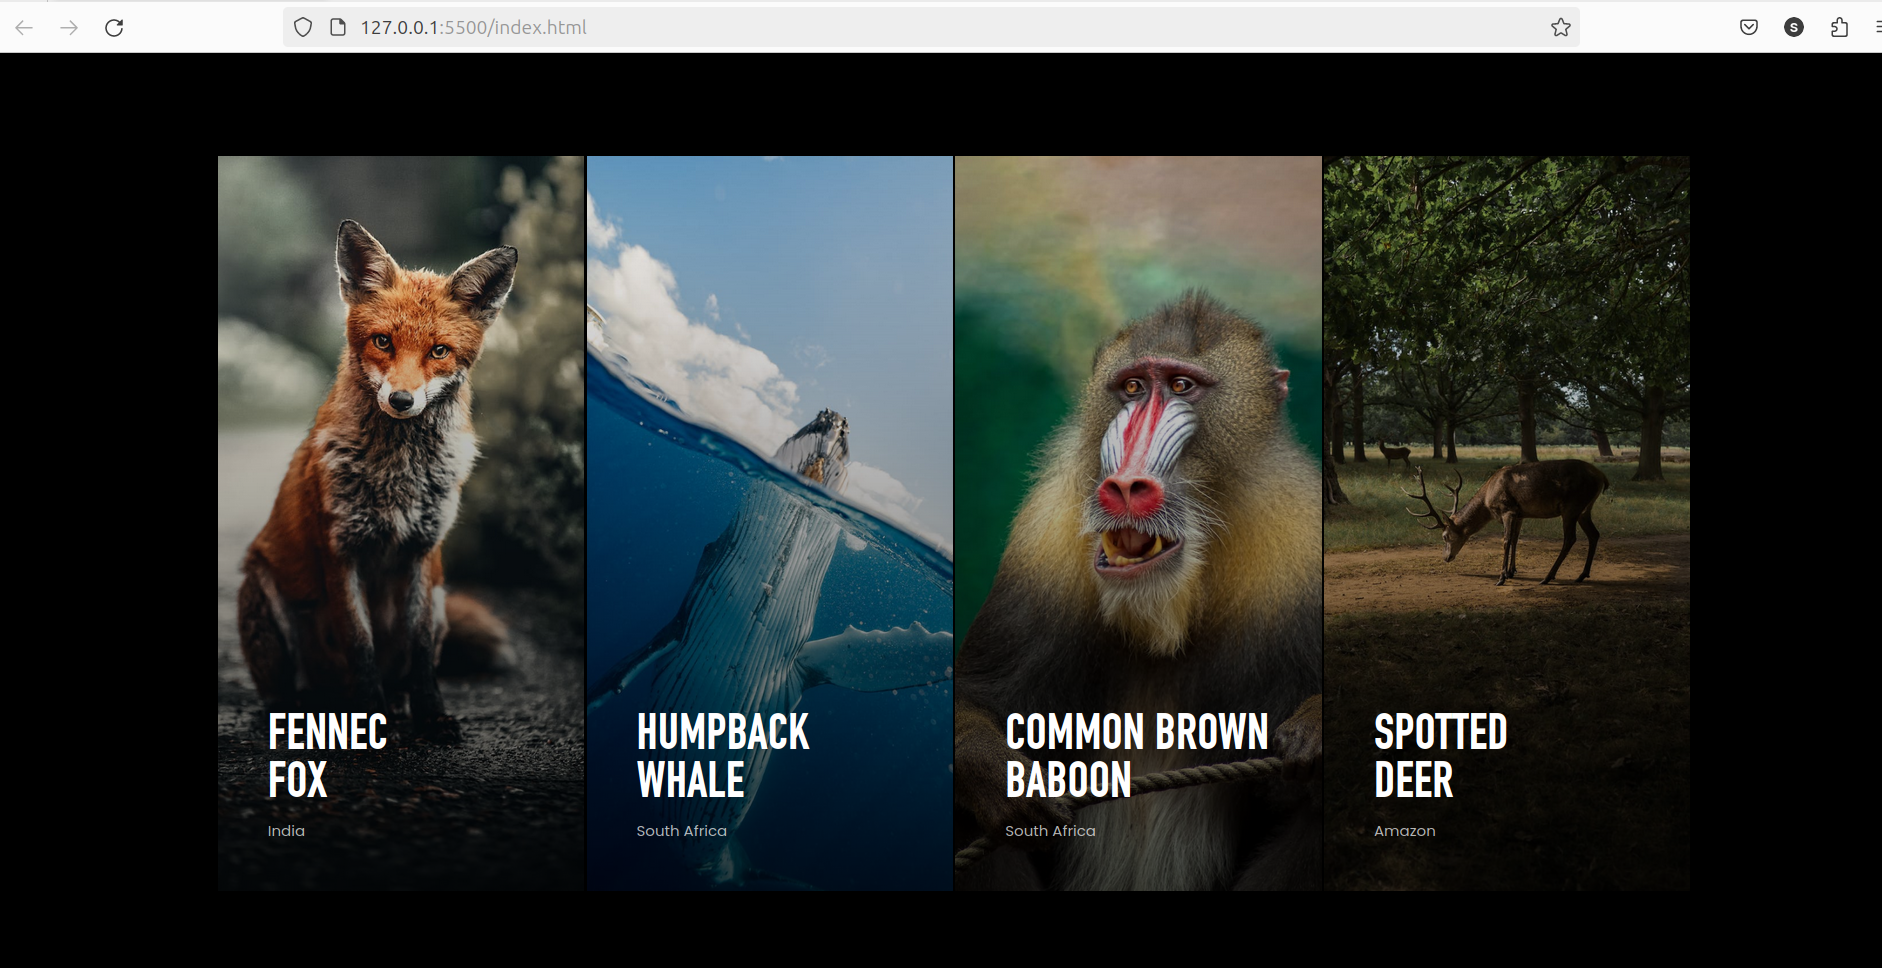 127.0.0.1:5500/index.html
S
FENNEC
FOX
India
HUMPBACK
WHALE
South Africa
COMMON BROWN
BABOON
South Africa
SPOTTED
DEER
Amazon